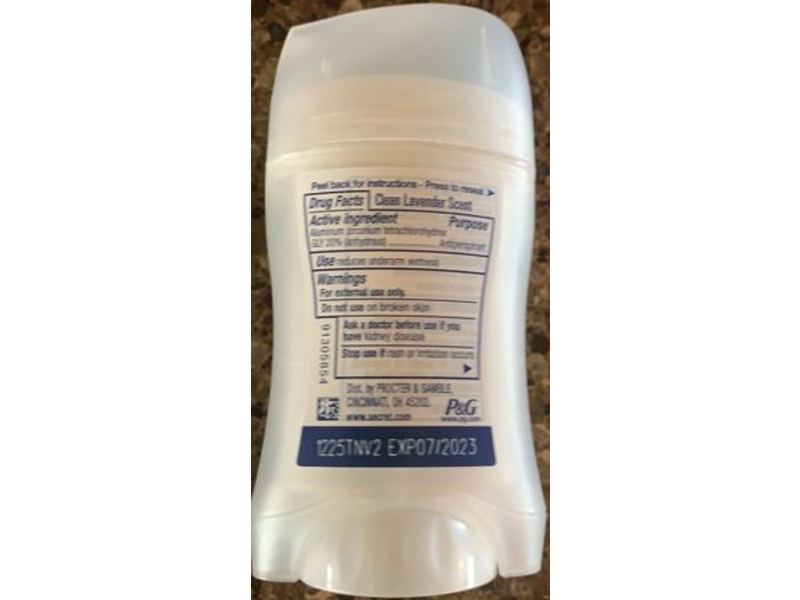 Peel back for instructions - Press to reveal
Drug Facts Clean Lavender Scent
Active ingredient Purpose
Aluminum zirconium tetrachlorohydrex
GLY 20% (anhydrous) Antiperspirant
Use reduces underarm wetness
Warnings
For external use only.
Do not use on broken skin
Ask a doctor before use if you
have kidney disease
Stop use if rash or irritation occurs
91305854
Dist. by PROCTER & GAMBLE,
CINCINNATI, OH 45202.
www.secret.com
P&G
www.pg.com
1225TNV2 EXP07/2023